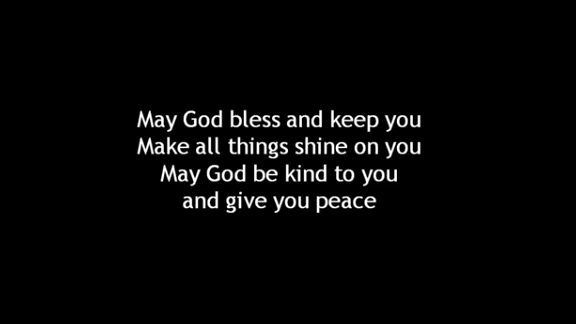 May God bless and keep you
Make all things shine on you
May God be kind to you
and give you peace